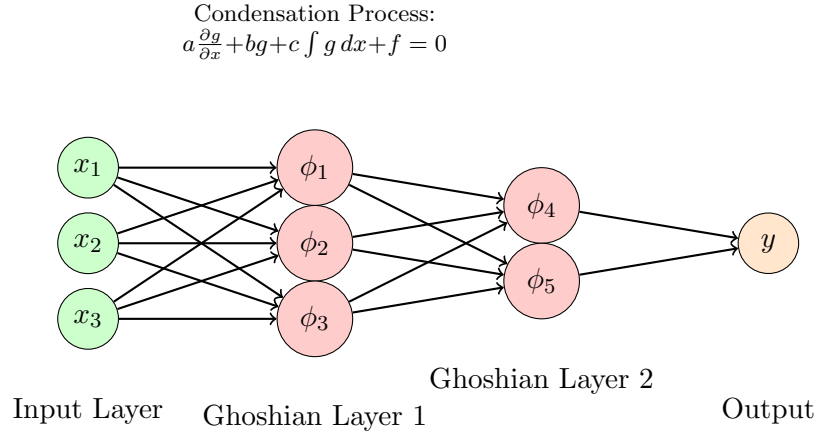 Condensation Process:
a ∂g/∂x + bg + c ∫ g dx + f = 0
x₁
ϕ₁
x₂
ϕ₂
x₃
ϕ₃
ϕ₄
ϕ₅
y
Input Layer
Ghoshian Layer 1
Ghoshian Layer 2
Output